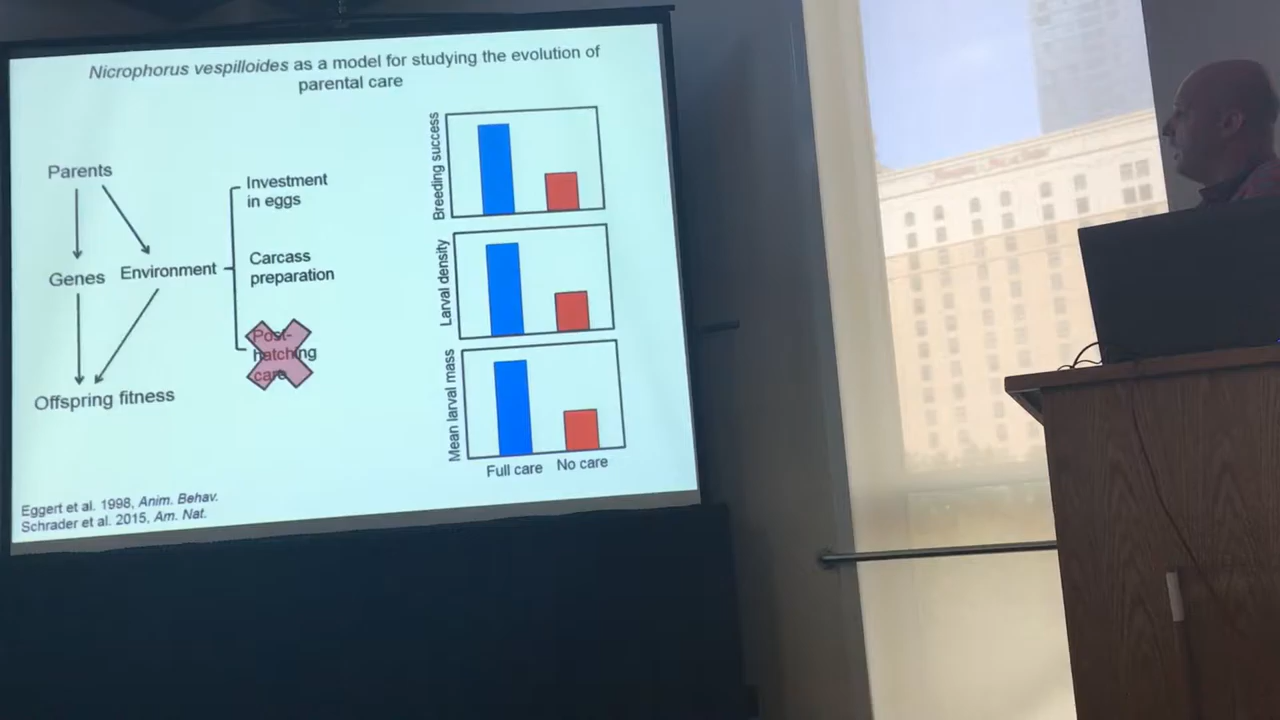 Nicrophorus vespilloides as a model for studying the evolution of
parental care
Parents
Genes
Environment
Offspring fitness
Investment
in eggs
Carcass
preparation
Post-
hatching
care
Breeding success
Larval density
Mean larval mass
Full care
No care
Eggert et al. 1998, Anim. Behav.
Schrader et al. 2015, Am. Nat.